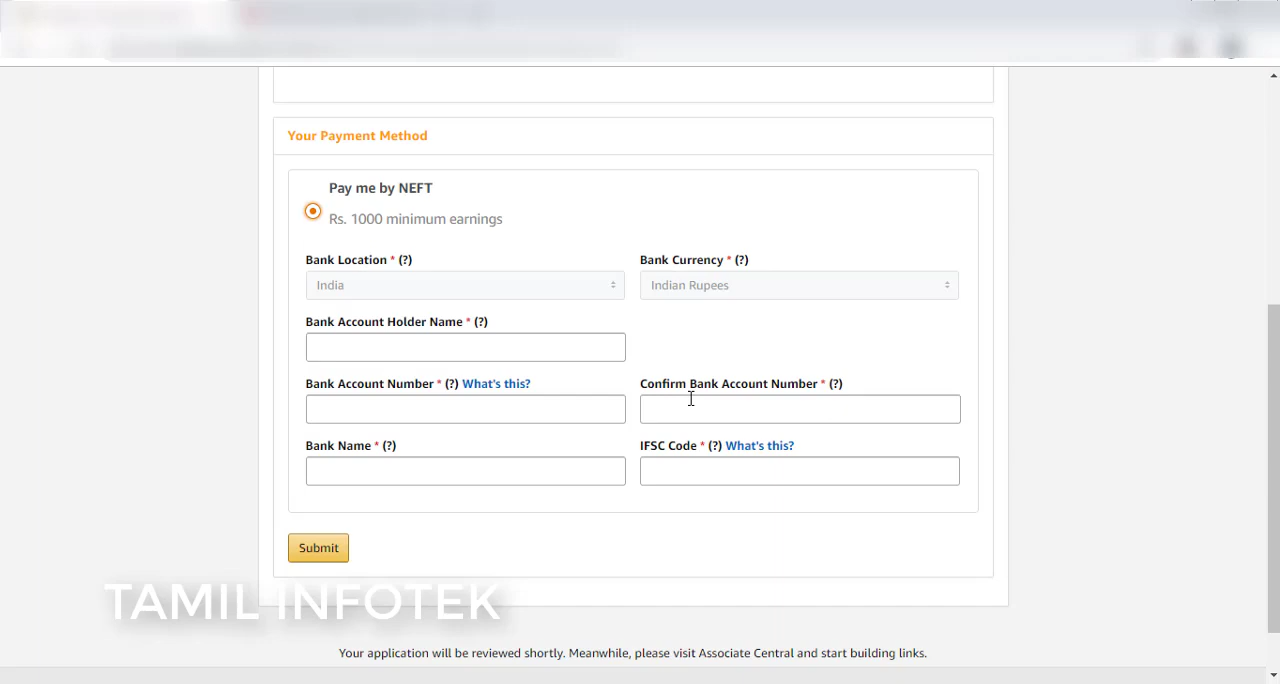 Your Payment Method
Pay me by NEFT
Rs. 1000 minimum earnings
Bank Location * (?)
Bank Currency * (?)
India
Indian Rupees
Bank Account Holder Name * (?)
Bank Account Number * (?) What's this?
Confirm Bank Account Number * (?)
Bank Name * (?)
IFSC Code * (?) What's this?
Submit
TAMIL INFOTEK
Your application will be reviewed shortly. Meanwhile, please visit Associate Central and start building links.